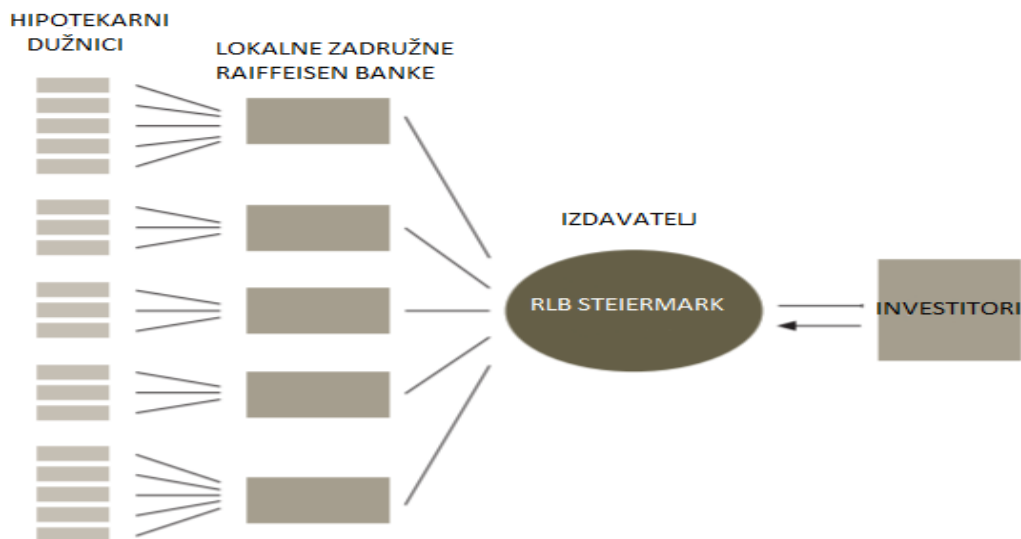 HIPOTEKARNI
DUŽNICI
LOKALNE ZADRUŽNE
RAIFFEISEN BANKE
IZDAVATELJ
RLB STEIERMARK
INVESTITORI